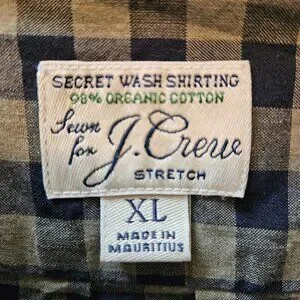 SECRET WASH SHIRTING
98% ORGANIC COTTON
Sewn
for J.Crew
STRETCH
XL
MADE IN
MAURITIUS